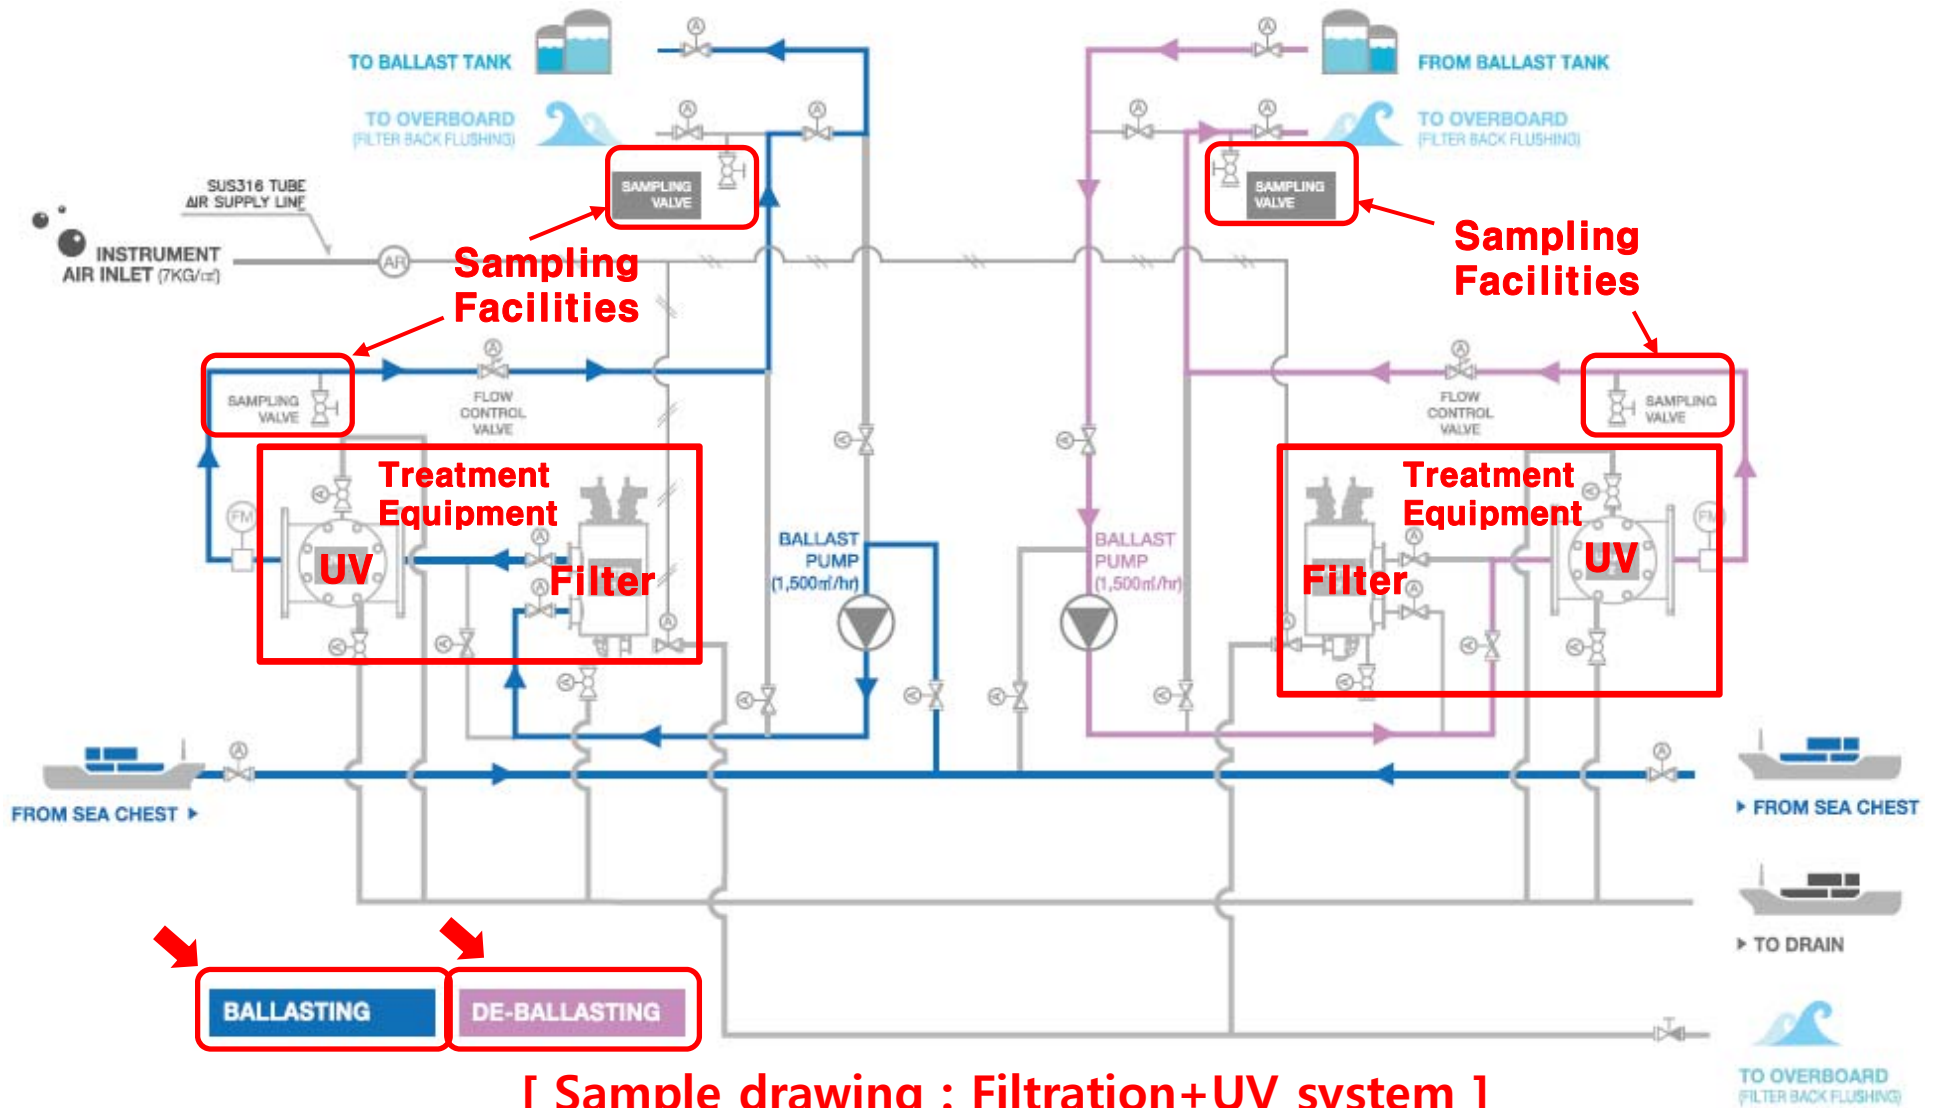 TO BALLAST TANK
TO OVERBOARD
(FILTER BACK FLUSHING)
FROM BALLAST TANK
TO OVERBOARD
(FILTER BACK FLUSHING)
SAMPLING
VALVE
SAMPLING
VALVE
SUS316 TUBE
AIR SUPPLY LINE
INSTRUMENT
AIR INLET (7KG/㎠)
AR
Sampling
Facilities
Sampling
Facilities
SAMPLING
VALVE
FLOW
CONTROL
VALVE
FLOW
CONTROL
VALVE
SAMPLING
VALVE
Treatment
Equipment
UV
Filter
FM
BALLAST
PUMP
(1,500㎥/hr)
BALLAST
PUMP
(1,500㎥/hr)
Treatment
Equipment
Filter
UV
FM
FROM SEA CHEST
FROM SEA CHEST
TO DRAIN
BALLASTING
DE-BALLASTING
TO OVERBOARD
(FILTER BACK FLUSHING)
[ Sample drawing : Filtration+UV system ]